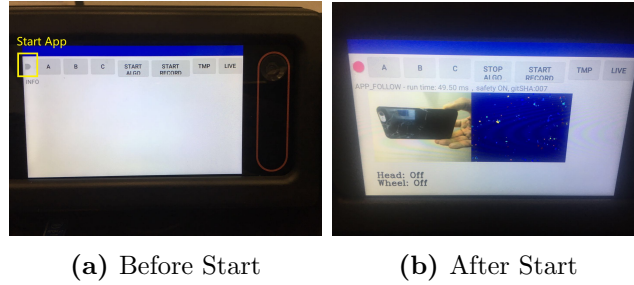 Start App
A B C START ALGO START RECORD TMP LIVE
INFO
A B C STOP ALGO START RECORD TMP LIVE
APP_FOLLOW - run time: 49.50 ms , safety ON, gitSHA:007
Head: Off
Wheel: Off
(a) Before Start
(b) After Start